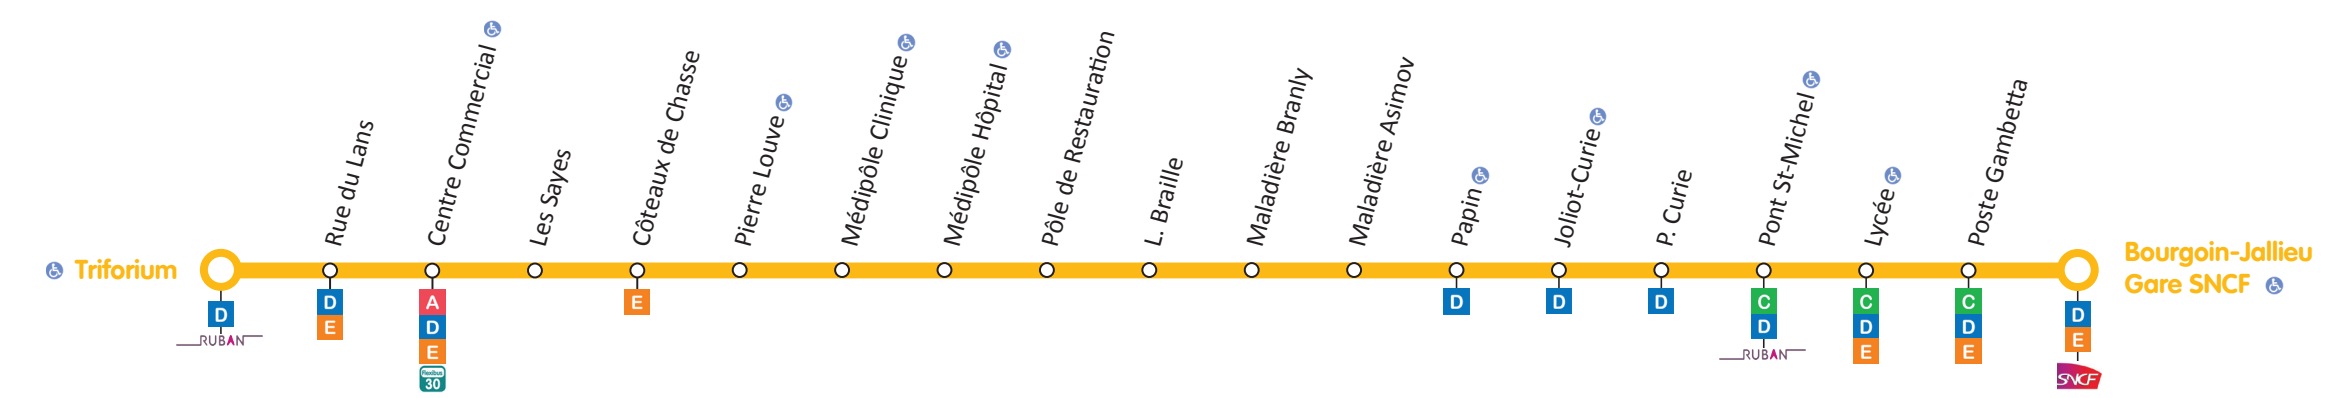 Triforium
D
RUBAN
Rue du Lans
D
E
Centre Commercial
A
D
E
Flexibus
30
Les Sayes
Côteaux de Chasse
E
Pierre Louve
Médipôle Clinique
Médipôle Hôpital
Pôle de Restauration
L. Braille
Maladière Branly
Maladière Asimov
Papin
D
Joliot-Curie
D
P. Curie
D
Pont St-Michel
C
D
RUBAN
Lycée
C
D
E
Poste Gambetta
C
D
E
Bourgoin-Jallieu
Gare SNCF
D
E
SNCF